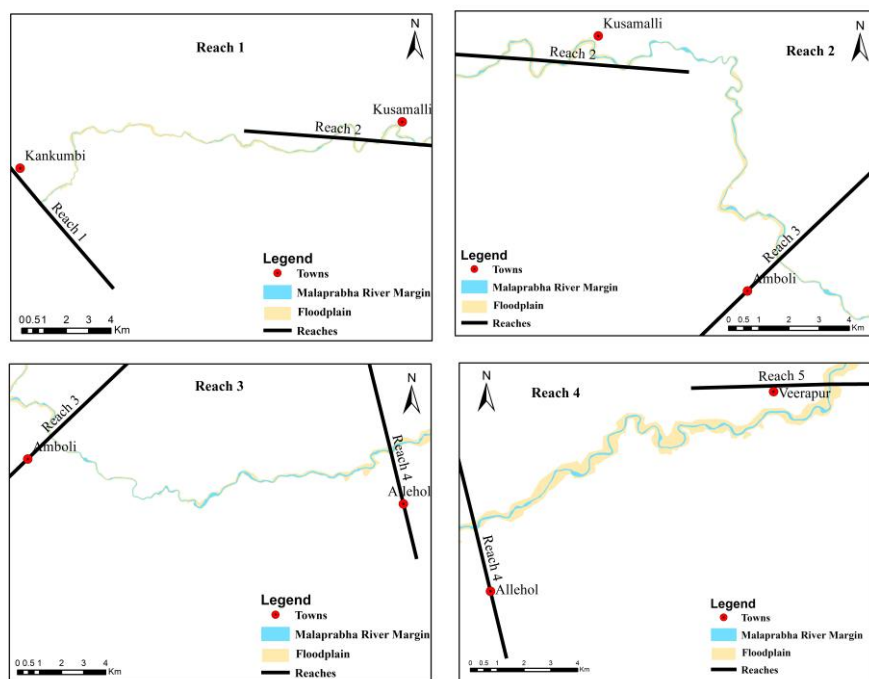 Reach 1
N
Kusamalli
Reach 2
Kankumbi
Reach 1
Legend
Towns
Malaprabha River Margin
Floodplain
Reaches
0 0.5 1 2 3 4
Km
Kusamalli
N
Reach 2
Reach 2
Reach 3
Amboli
Legend
Towns
Malaprabha River Margin
Floodplain
Reaches
0 0.5 1 2 3 4
Km
N
Reach 3
Reach 3
Amboli
Reach 4
Allehol
Legend
Towns
Malaprabha River Margin
Floodplain
Reaches
0 0.5 1 2 3 4
Km
N
Reach 5
Reach 4
Veerapur
Reach 4
Allehol
Legend
Towns
Malaprabha River Margin
Floodplain
Reaches
0 0.5 1 2 3 4
Km